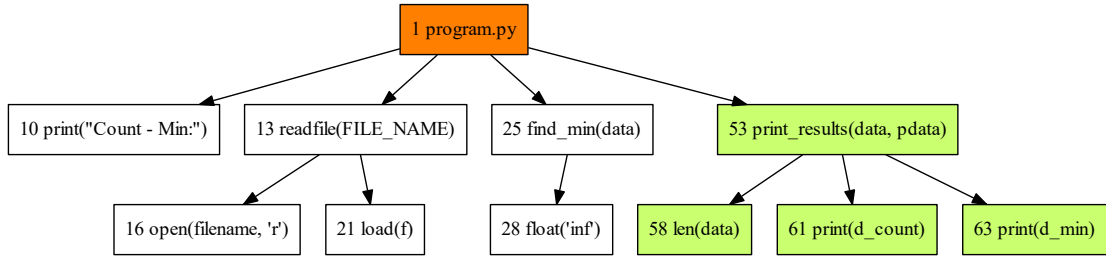 1 program.py
10 print("Count - Min:")
13 readfile(FILE_NAME)
25 find_min(data)
53 print_results(data, pdata)
16 open(filename, 'r')
21 load(f)
28 float('inf')
58 len(data)
61 print(d_count)
63 print(d_min)